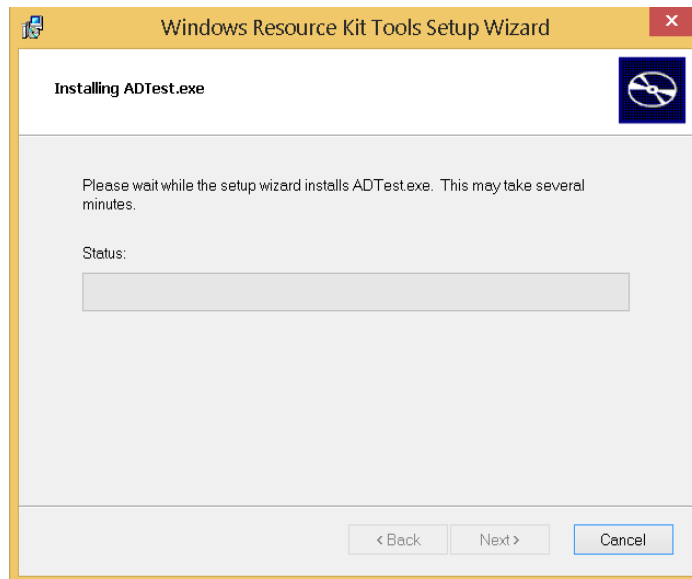 Windows Resource Kit Tools Setup Wizard
Installing ADTest.exe
Please wait while the setup wizard installs ADTest.exe. This may take several
minutes.
Status:
< Back
Next >
Cancel